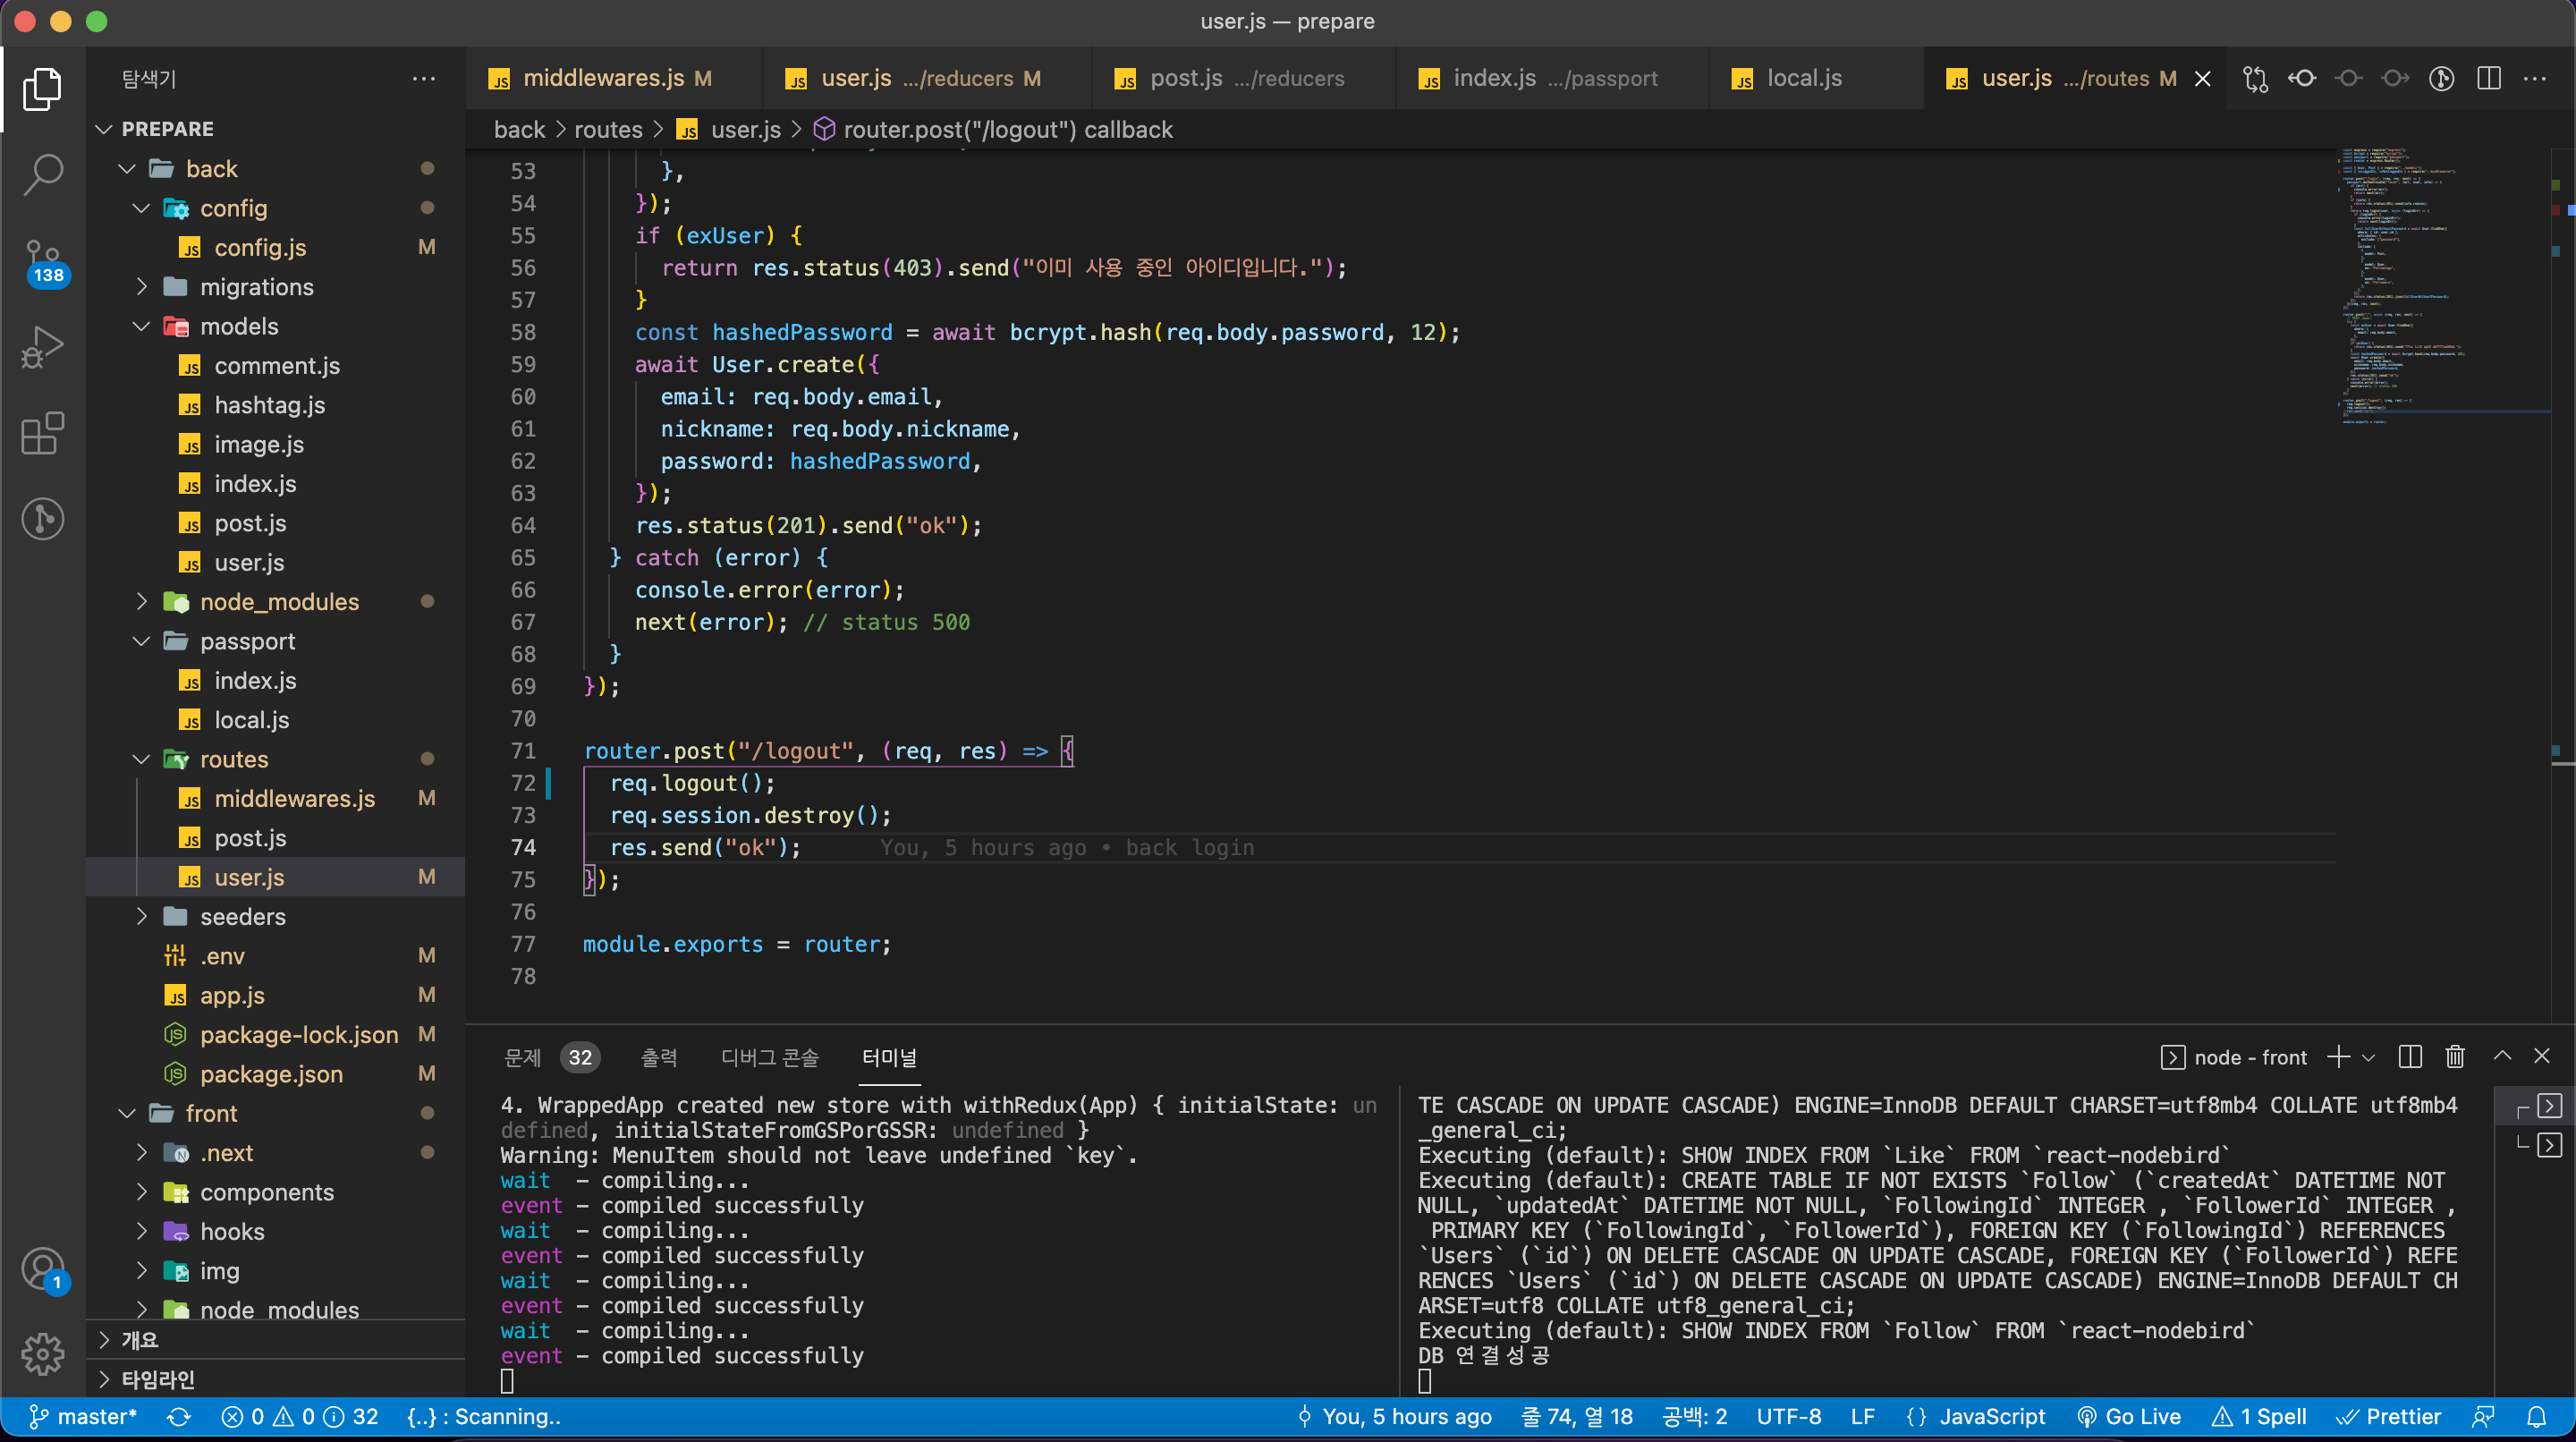 user.js — prepare
탐색기
PREPARE
back
config
config.js M
migrations
models
comment.js
hashtag.js
image.js
index.js
post.js
user.js
node_modules
passport
index.js
local.js
routes
middlewares.js M
post.js
user.js M
seeders
.env M
app.js M
package-lock.json M
package.json M
front
.next
components
hooks
img
node_modules
개요
타임라인
138
1
middlewares.js M
user.js .../reducers M
post.js .../reducers
index.js .../passport
local.js
user.js .../routes M
back > routes > user.js > router.post("/logout") callback
53 },
54 });
55 if (exUser) {
56 return res.status(403).send("이미 사용 중인 아이디입니다.");
57 }
58 const hashedPassword = await bcrypt.hash(req.body.password, 12);
59 await User.create({
60 email: req.body.email,
61 nickname: req.body.nickname,
62 password: hashedPassword,
63 });
64 res.status(201).send("ok");
65 } catch (error) {
66 console.error(error);
67 next(error); // status 500
68 }
69 });
70
71 router.post("/logout", (req, res) => {
72 req.logout();
73 req.session.destroy();
74 res.send("ok"); You, 5 hours ago • back login
75 });
76
77 module.exports = router;
78
문제 32 출력 디버그 콘솔 터미널
node - front
4. WrappedApp created new store with withRedux(App) { initialState: un
defined, initialStateFromGSPorGSSR: undefined }
Warning: MenuItem should not leave undefined `key`.
wait - compiling...
event - compiled successfully
wait - compiling...
event - compiled successfully
wait - compiling...
event - compiled successfully
wait - compiling...
event - compiled successfully
TE CASCADE ON UPDATE CASCADE) ENGINE=InnoDB DEFAULT CHARSET=utf8mb4 COLLATE utf8mb4
_general_ci;
Executing (default): SHOW INDEX FROM `Like` FROM `react-nodebird`
Executing (default): CREATE TABLE IF NOT EXISTS `Follow` (`createdAt` DATETIME NOT
NULL, `updatedAt` DATETIME NOT NULL, `FollowingId` INTEGER , `FollowerId` INTEGER ,
PRIMARY KEY (`FollowingId`, `FollowerId`), FOREIGN KEY (`FollowingId`) REFERENCES
`Users` (`id`) ON DELETE CASCADE ON UPDATE CASCADE, FOREIGN KEY (`FollowerId`) REFE
RENCES `Users` (`id`) ON DELETE CASCADE ON UPDATE CASCADE) ENGINE=InnoDB DEFAULT CH
ARSET=utf8 COLLATE utf8_general_ci;
Executing (default): SHOW INDEX FROM `Follow` FROM `react-nodebird`
DB 연결성공
master* 0 0 32 {..} : Scanning.. You, 5 hours ago 줄 74, 열 18 공백: 2 UTF-8 LF {} JavaScript Go Live 1 Spell Prettier